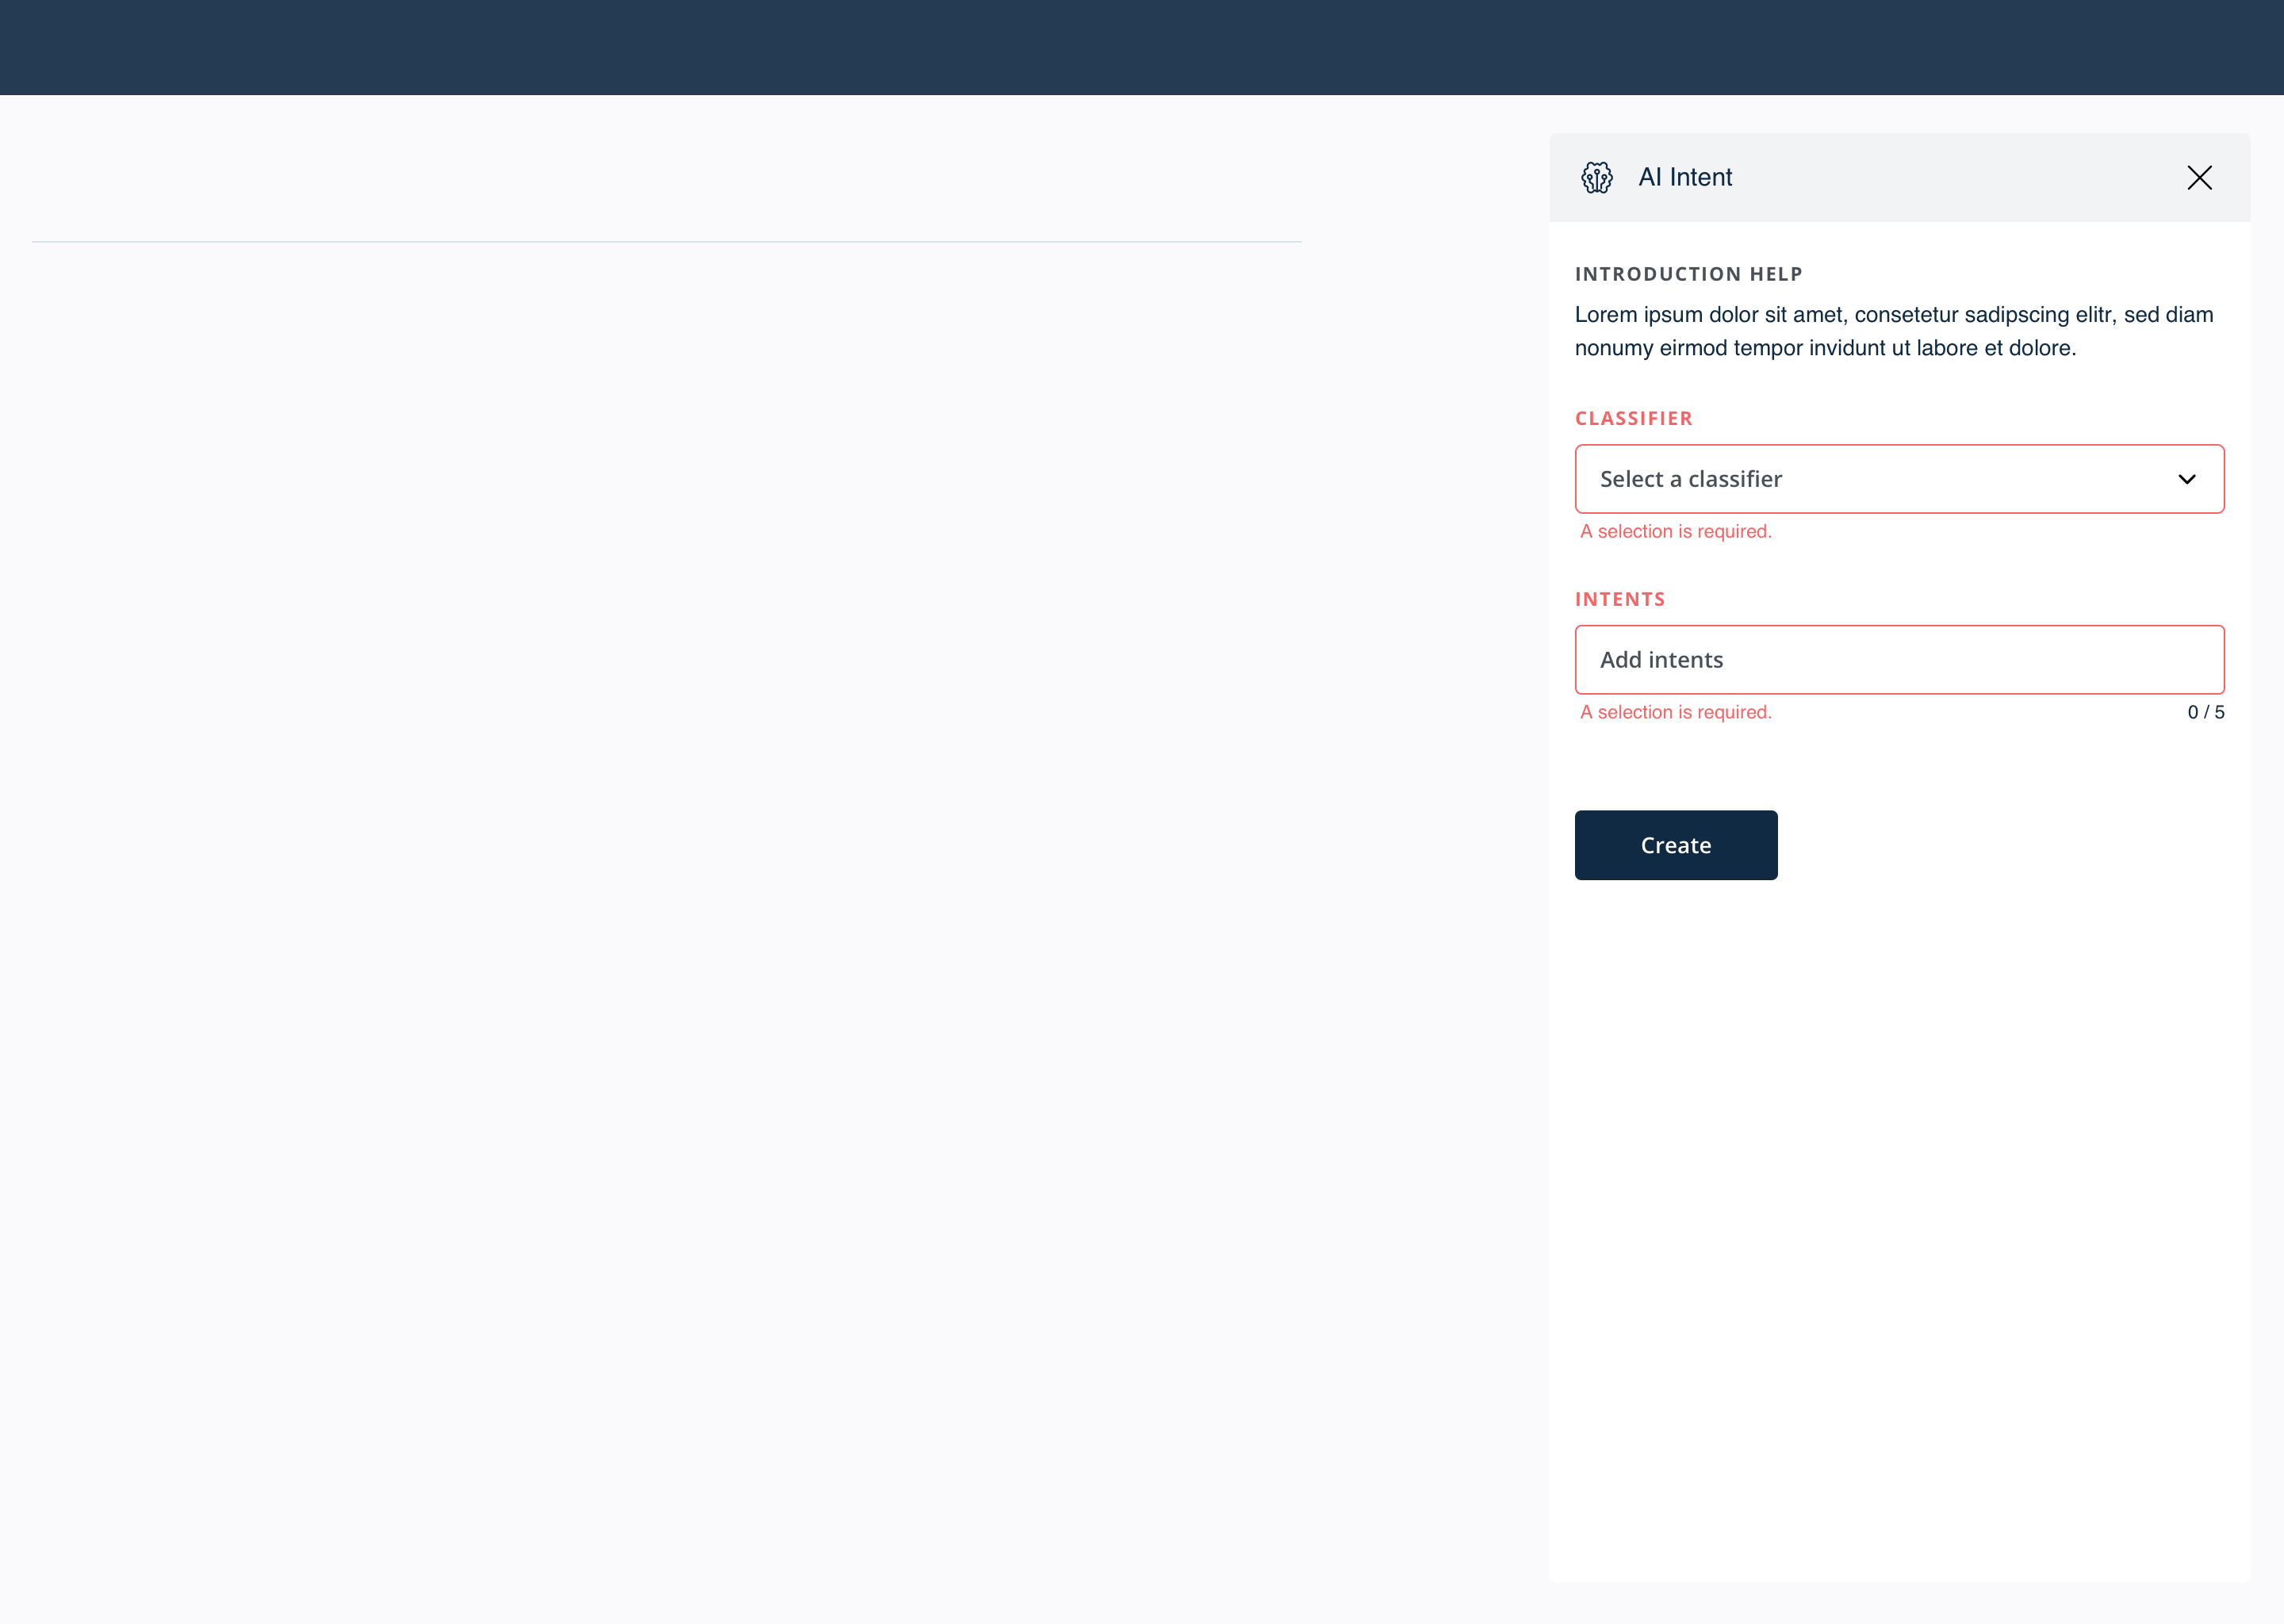 AI Intent
INTRODUCTION HELP
Lorem ipsum dolor sit amet, consetetur sadipscing elitr, sed diam
nonumy eirmod tempor invidunt ut labore et dolore.
CLASSIFIER
Select a classifier
A selection is required.
INTENTS
Add intents
A selection is required. 0 / 5
Create